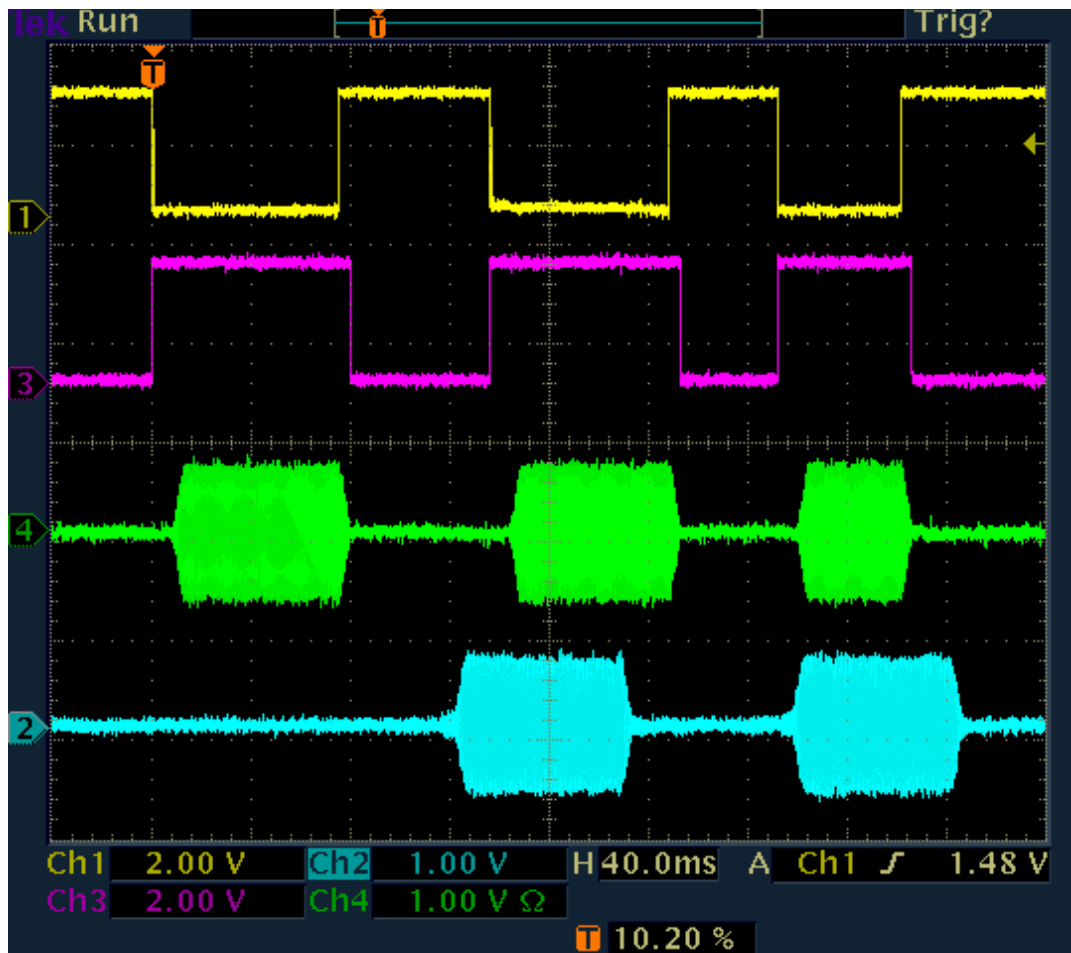 Tek Run Trig?
T
T
1
3
4
2
Ch1 2.00 V Ch2 1.00 V H 40.0ms A Ch1 1.48 V
Ch3 2.00 V Ch4 1.00 V Ω
T 10.20 %